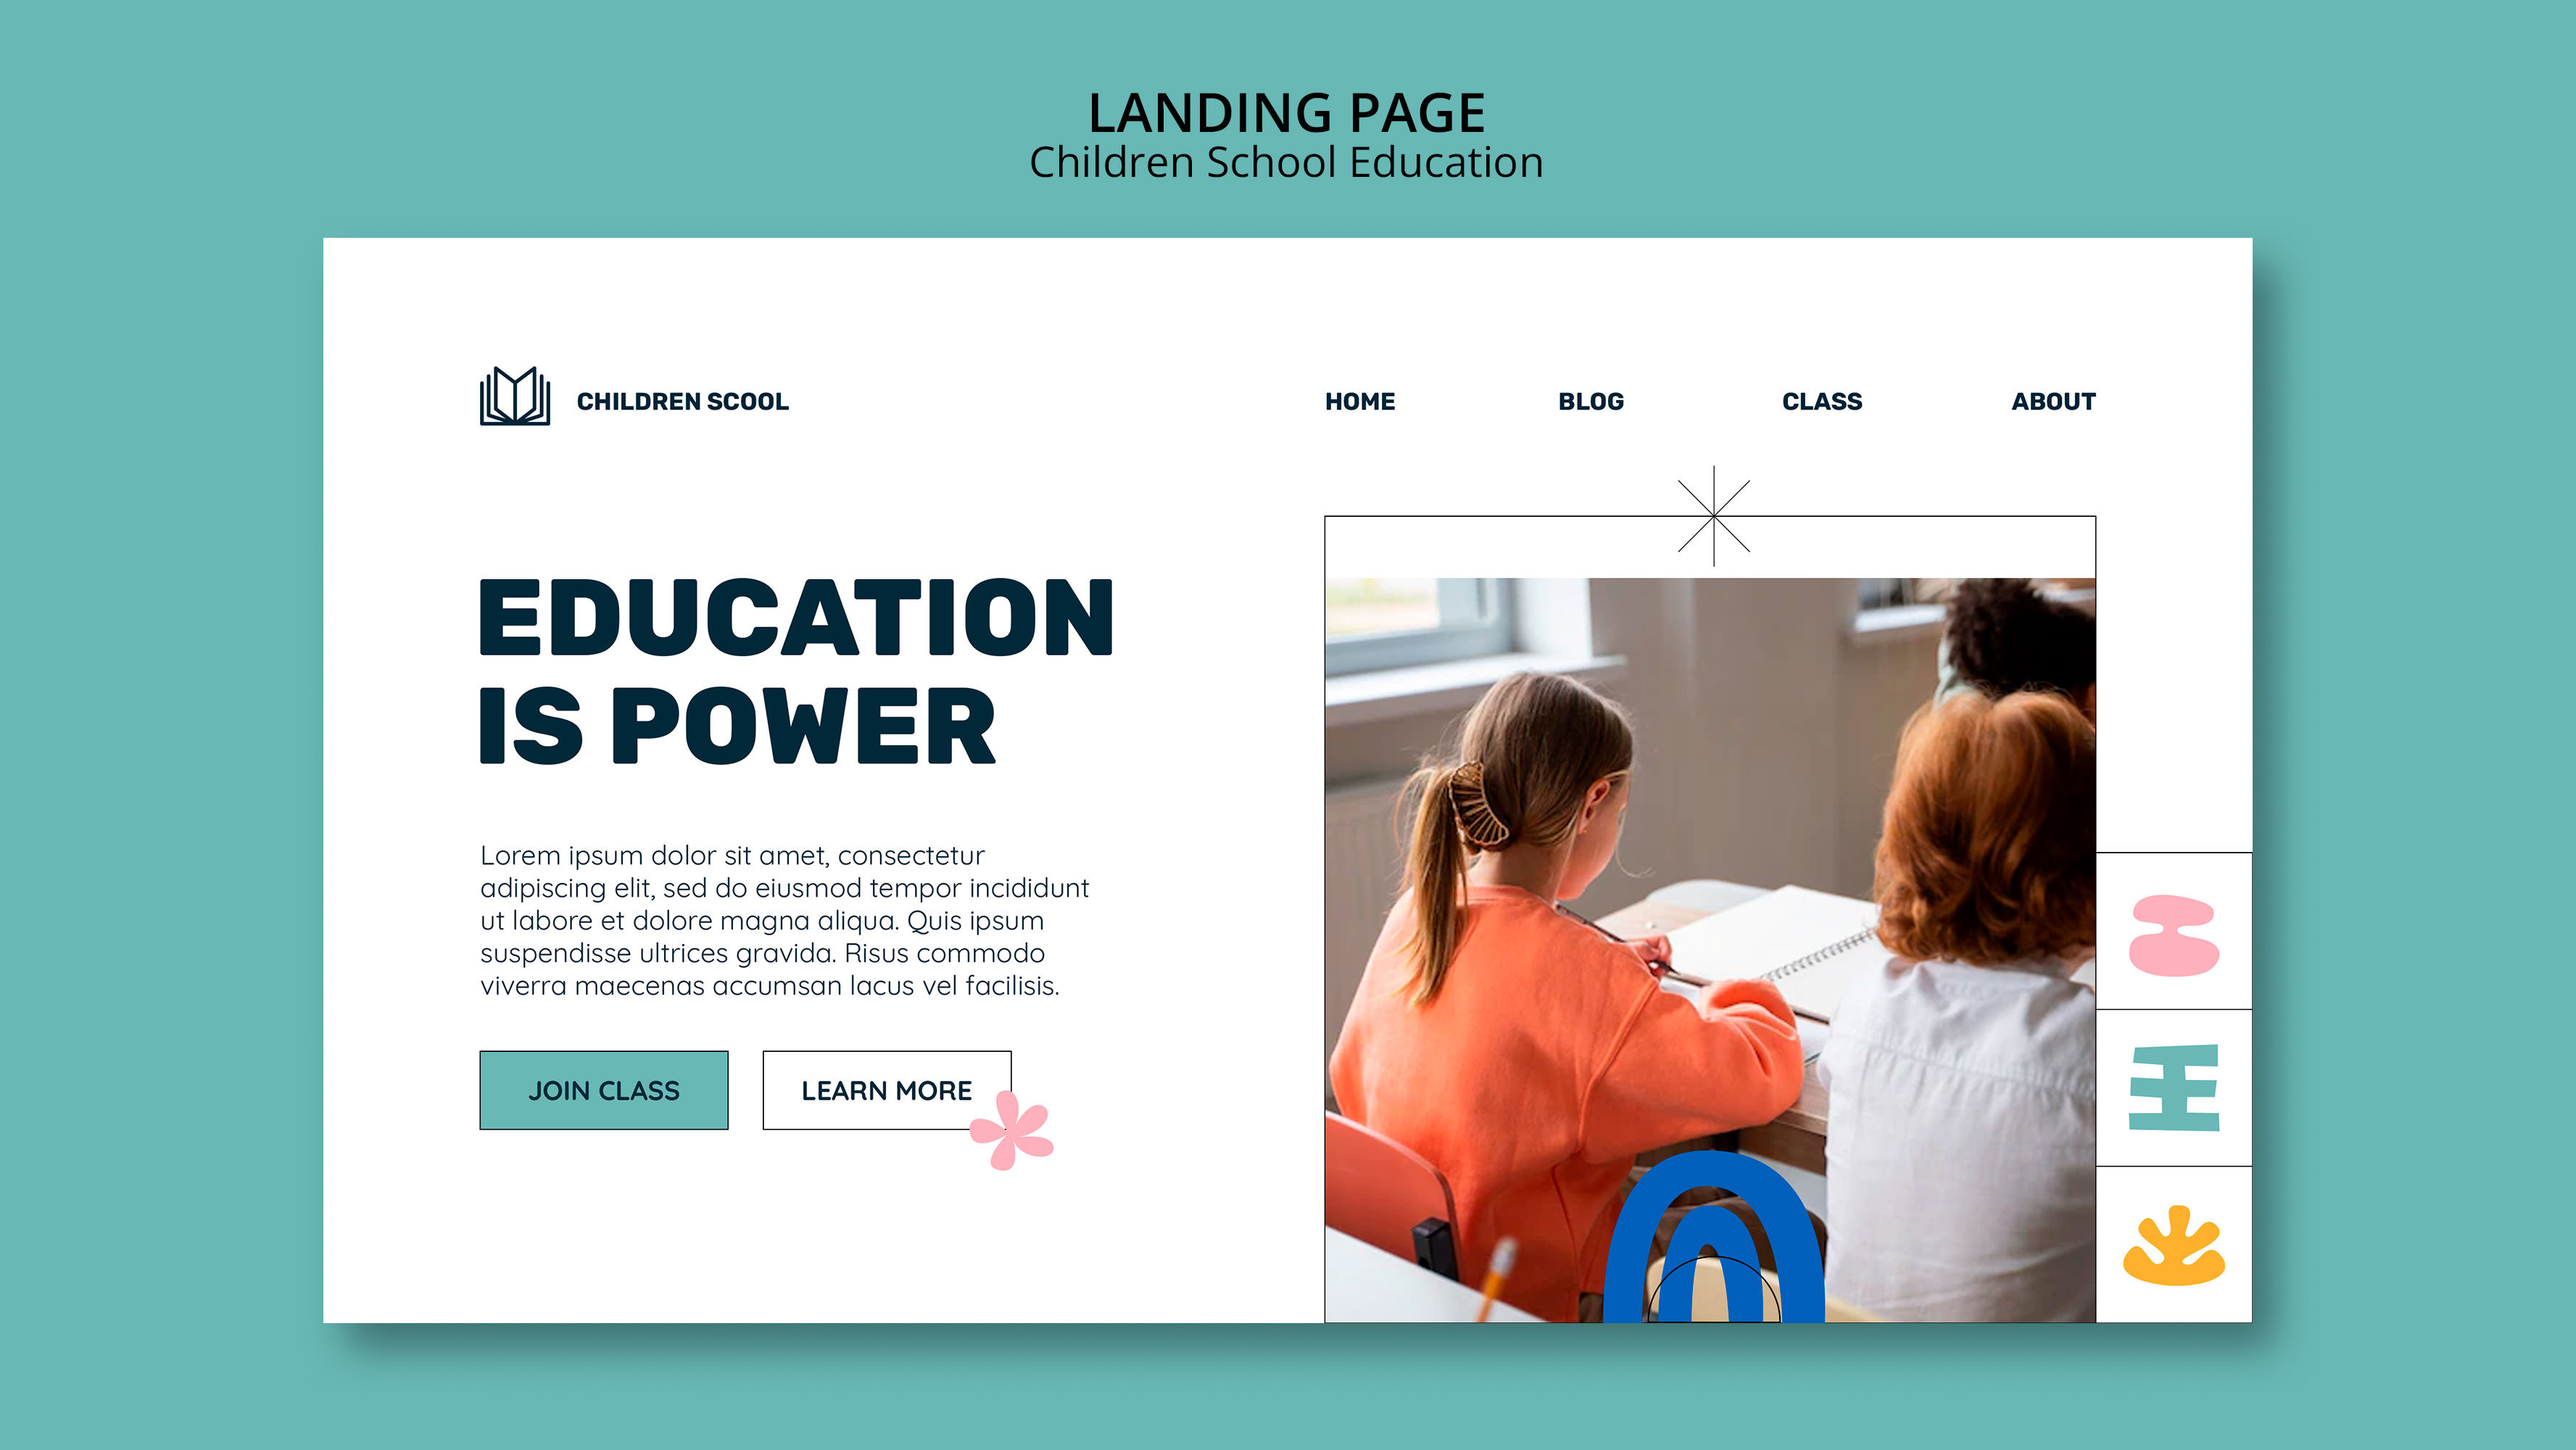 LANDING PAGE
Children School Education
CHILDREN SCOOL
HOME
BLOG
CLASS
ABOUT
EDUCATION
IS POWER
Lorem ipsum dolor sit amet, consectetur
adipiscing elit, sed do eiusmod tempor incididunt
ut labore et dolore magna aliqua. Quis ipsum
suspendisse ultrices gravida. Risus commodo
viverra maecenas accumsan lacus vel facilisis.
JOIN CLASS
LEARN MORE